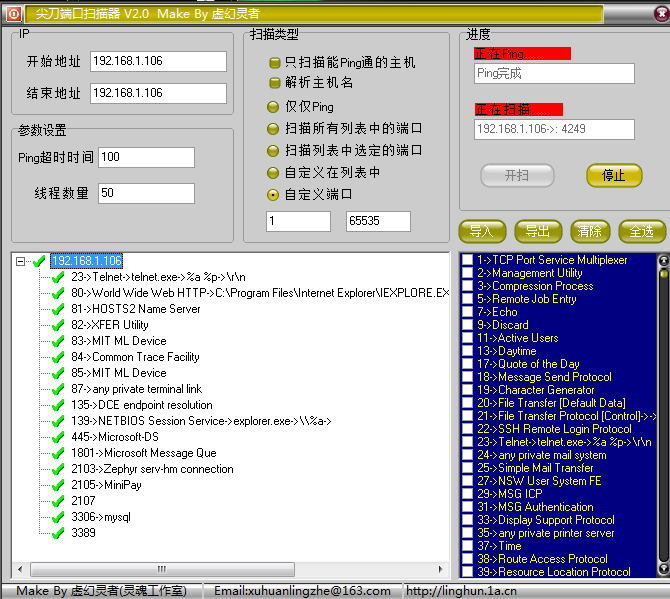 尖刀端口扫描器 V2.0 Make By 虚幻灵者
IP
开始地址 192.168.1.106
结束地址 192.168.1.106
参数设置
Ping超时时间 100
线程数量 50
扫描类型
只扫描能Ping通的主机
解析主机名
仅仅Ping
扫描所有列表中的端口
扫描列表中选定的端口
自定义在列表中
自定义端口
1 65535
进度
正在Ping......
Ping完成
正在扫描......
192.168.1.106->: 4249
开扫 停止
导入 导出 清除 全选
192.168.1.106
23->Telnet->telnet.exe->%a %p->\r\n
80->World Wide Web HTTP->C:\Program Files\Internet Explorer\IEXPLORE.EX
81->HOSTS2 Name Server
82->XFER Utility
83->MIT ML Device
84->Common Trace Facility
85->MIT ML Device
87->any private terminal link
135->DCE endpoint resolution
139->NETBIOS Session Service->explorer.exe->\\%a->
445->Microsoft-DS
1801->Microsoft Message Que
2103->Zephyr serv-hm connection
2105->MiniPay
2107
3306->mysql
3389
1->TCP Port Service Multiplexer
2->Management Utility
3->Compression Process
5->Remote Job Entry
7->Echo
9->Discard
11->Active Users
13->Daytime
17->Quote of the Day
18->Message Send Protocol
19->Character Generator
20->File Transfer [Default Data]
21->File Transfer Protocol [Control]->->
22->SSH Remote Login Protocol
23->Telnet->telnet.exe->%a %p->\r\n
24->any private mail system
25->Simple Mail Transfer
27->NSW User System FE
29->MSG ICP
31->MSG Authentication
33->Display Support Protocol
35->any private printer server
37->Time
38->Route Access Protocol
39->Resource Location Protocol
Make By 虚幻灵者(灵魂工作室) Email:xuhuanlingzhe@163.com http://linghun.1a.cn